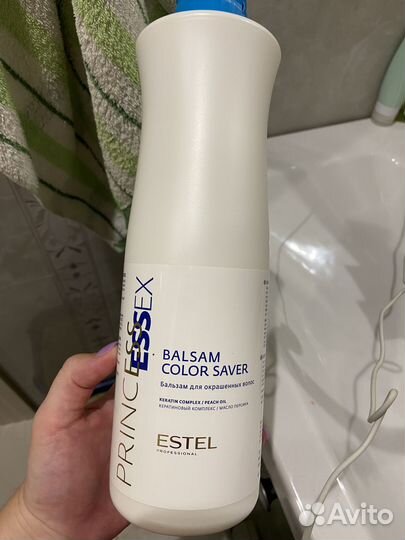 PRINCESS ESSEX
BALSAM
COLOR SAVER
Бальзам для окрашенных волос
KERATIN COMPLEX / PEACH OIL
КЕРАТИНОВЫЙ КОМПЛЕКС / МАСЛО ПЕРСИКА
ESTEL
PROFESSIONAL
Avito